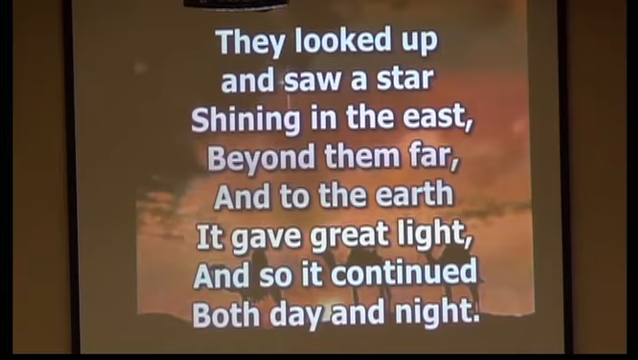 They looked up
and saw a star
Shining in the east,
Beyond them far,
And to the earth
It gave great light,
And so it continued
Both day and night.